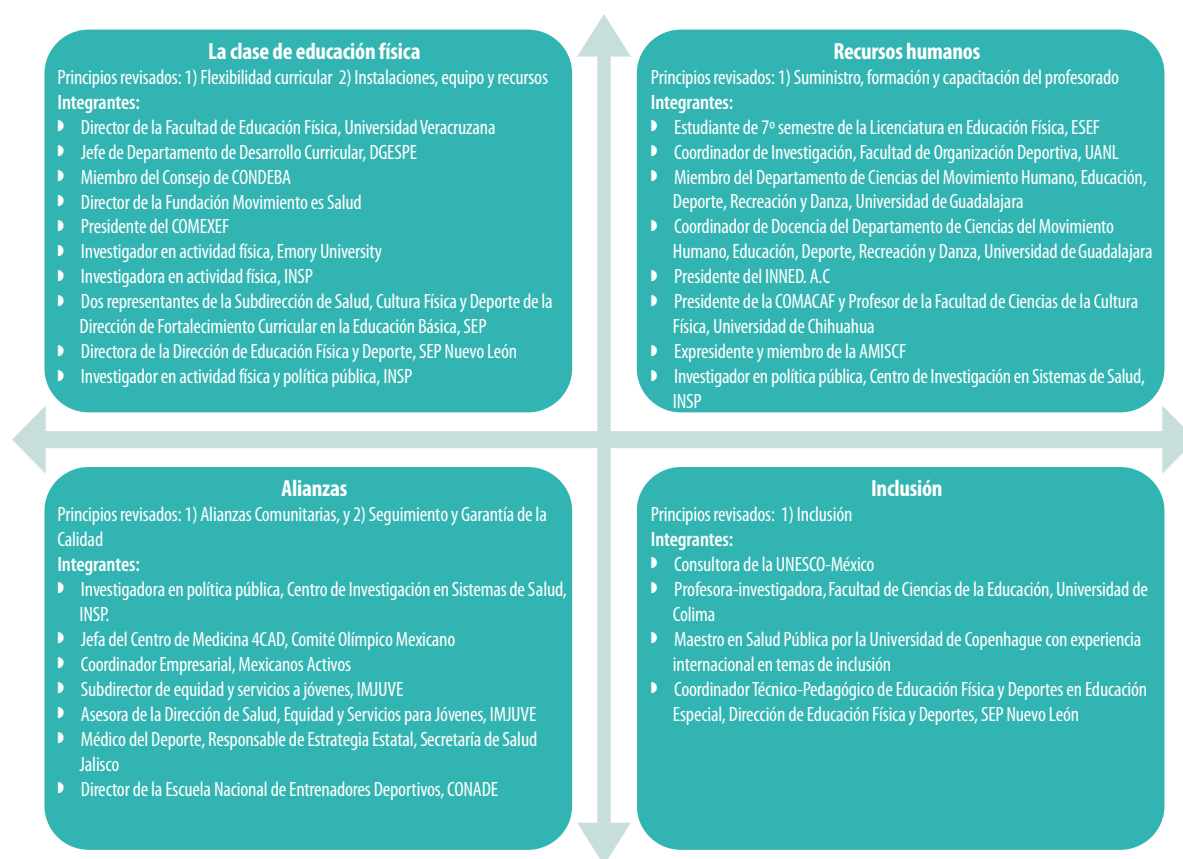 La clase de educación física
Principios revisados: 1) Flexibilidad curricular 2) Instalaciones, equipo y recursos
Integrantes:
Director de la Facultad de Educación Física, Universidad Veracruzana
Jefe de Departamento de Desarrollo Curricular, DGESPE
Miembro del Consejo de CONDEBA
Director de la Fundación Movimiento es Salud
Presidente del COMEXEF
Investigador en actividad física, Emory University
Investigadora en actividad física, INSP
Dos representantes de la Subdirección de Salud, Cultura Física y Deporte de la
Dirección de Fortalecimiento Curricular en la Educación Básica, SEP
Directora de la Dirección de Educación Física y Deporte, SEP Nuevo León
Investigador en actividad física y política pública, INSP
Recursos humanos
Principios revisados: 1) Suministro, formación y capacitación del profesorado
Integrantes:
Estudiante de 7º semestre de la Licenciatura en Educación Física, ESEF
Coordinador de Investigación, Facultad de Organización Deportiva, UANL
Miembro del Departamento de Ciencias del Movimiento Humano, Educación,
Deporte, Recreación y Danza, Universidad de Guadalajara
Coordinador de Docencia del Departamento de Ciencias del Movimiento
Humano, Educación, Deporte, Recreación y Danza, Universidad de Guadalajara
Presidente del INNED. A.C
Presidente de la COMACAF y Profesor de la Facultad de Ciencias de la Cultura
Física, Universidad de Chihuahua
Expresidente y miembro de la AMISCF
Investigador en política pública, Centro de Investigación en Sistemas de Salud,
INSP
Alianzas
Principios revisados: 1) Alianzas Comunitarias, y 2) Seguimiento y Garantía de la
Calidad
Integrantes:
Investigadora en política pública, Centro de Investigación en Sistemas de Salud,
INSP.
Jefa del Centro de Medicina 4CAD, Comité Olímpico Mexicano
Coordinador Empresarial, Mexicanos Activos
Subdirector de equidad y servicios a jóvenes, IMJUVE
Asesora de la Dirección de Salud, Equidad y Servicios para Jóvenes, IMJUVE
Médico del Deporte, Responsable de Estrategia Estatal, Secretaría de Salud
Jalisco
Director de la Escuela Nacional de Entrenadores Deportivos, CONADE
Inclusión
Principios revisados: 1) Inclusión
Integrantes:
Consultora de la UNESCO-México
Profesora-investigadora, Facultad de Ciencias de la Educación, Universidad de
Colima
Maestro en Salud Pública por la Universidad de Copenhague con experiencia
internacional en temas de inclusión
Coordinador Técnico-Pedagógico de Educación Física y Deportes en Educación
Especial, Dirección de Educación Física y Deportes, SEP Nuevo León